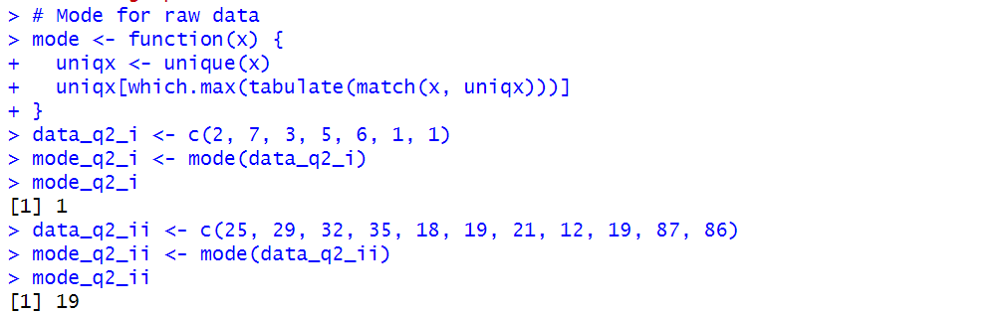 > # Mode for raw data
> mode <- function(x) {
+   uniqx <- unique(x)
+   uniqx[which.max(tabulate(match(x, uniqx)))]
+ }
> data_q2_i <- c(2, 7, 3, 5, 6, 1, 1)
> mode_q2_i <- mode(data_q2_i)
> mode_q2_i
[1] 1
> data_q2_ii <- c(25, 29, 32, 35, 18, 19, 21, 12, 19, 87, 86)
> mode_q2_ii <- mode(data_q2_ii)
> mode_q2_ii
[1] 19